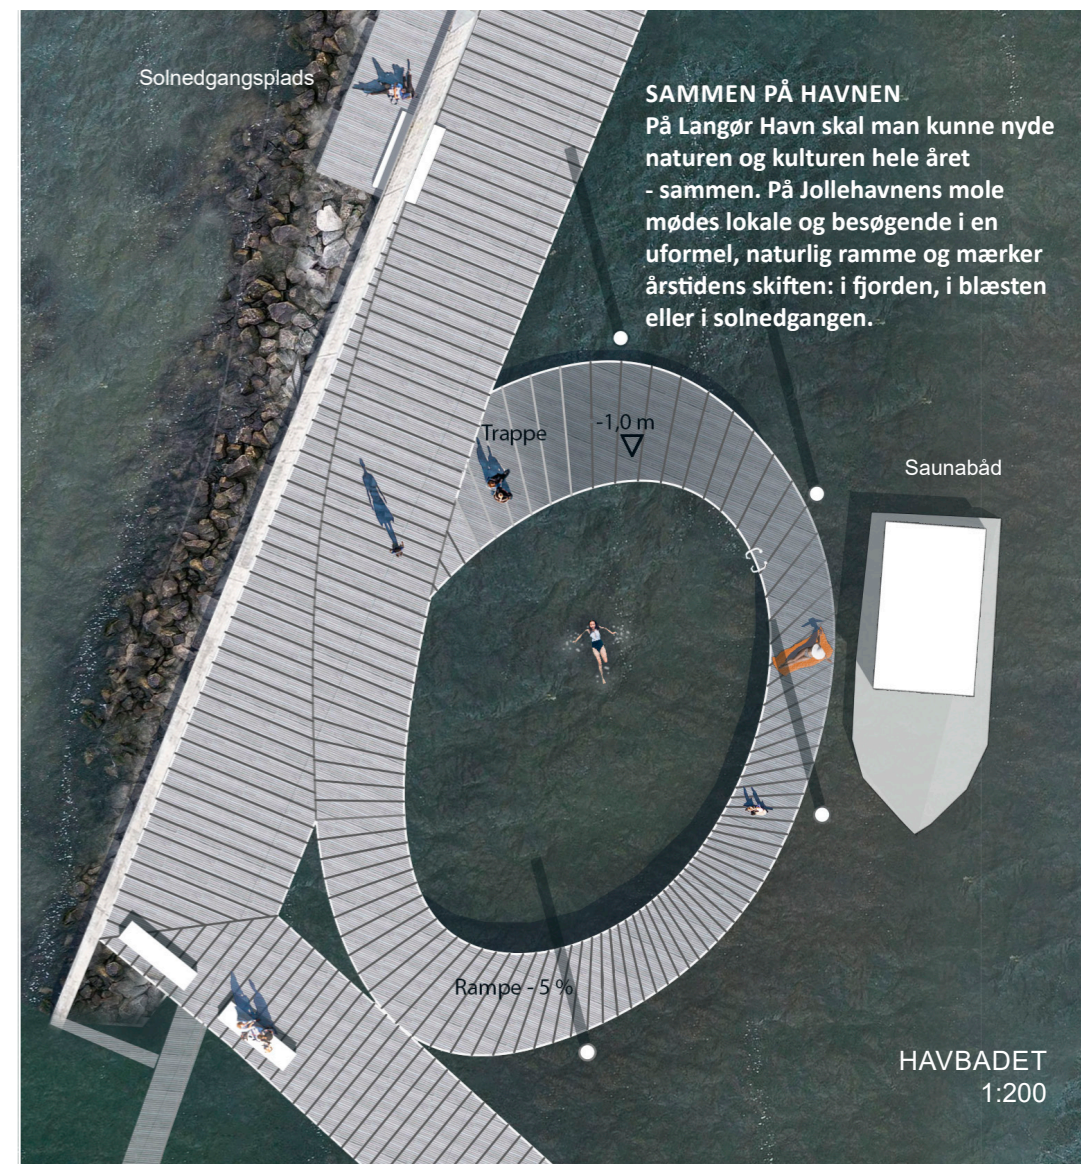 Solnedgangsplads
SAMMEN PÅ HAVNEN
På Langør Havn skal man kunne nyde
naturen og kulturen hele året
- sammen. På Jollehavnens mole
mødes lokale og besøgende i en
uformel, naturlig ramme og mærker
årstidens skiften: i fjorden, i blæsten
eller i solnedgangen.
Trappe
-1,0 m
Saunabåd
Rampe - 5 %
HAVBADET
1:200